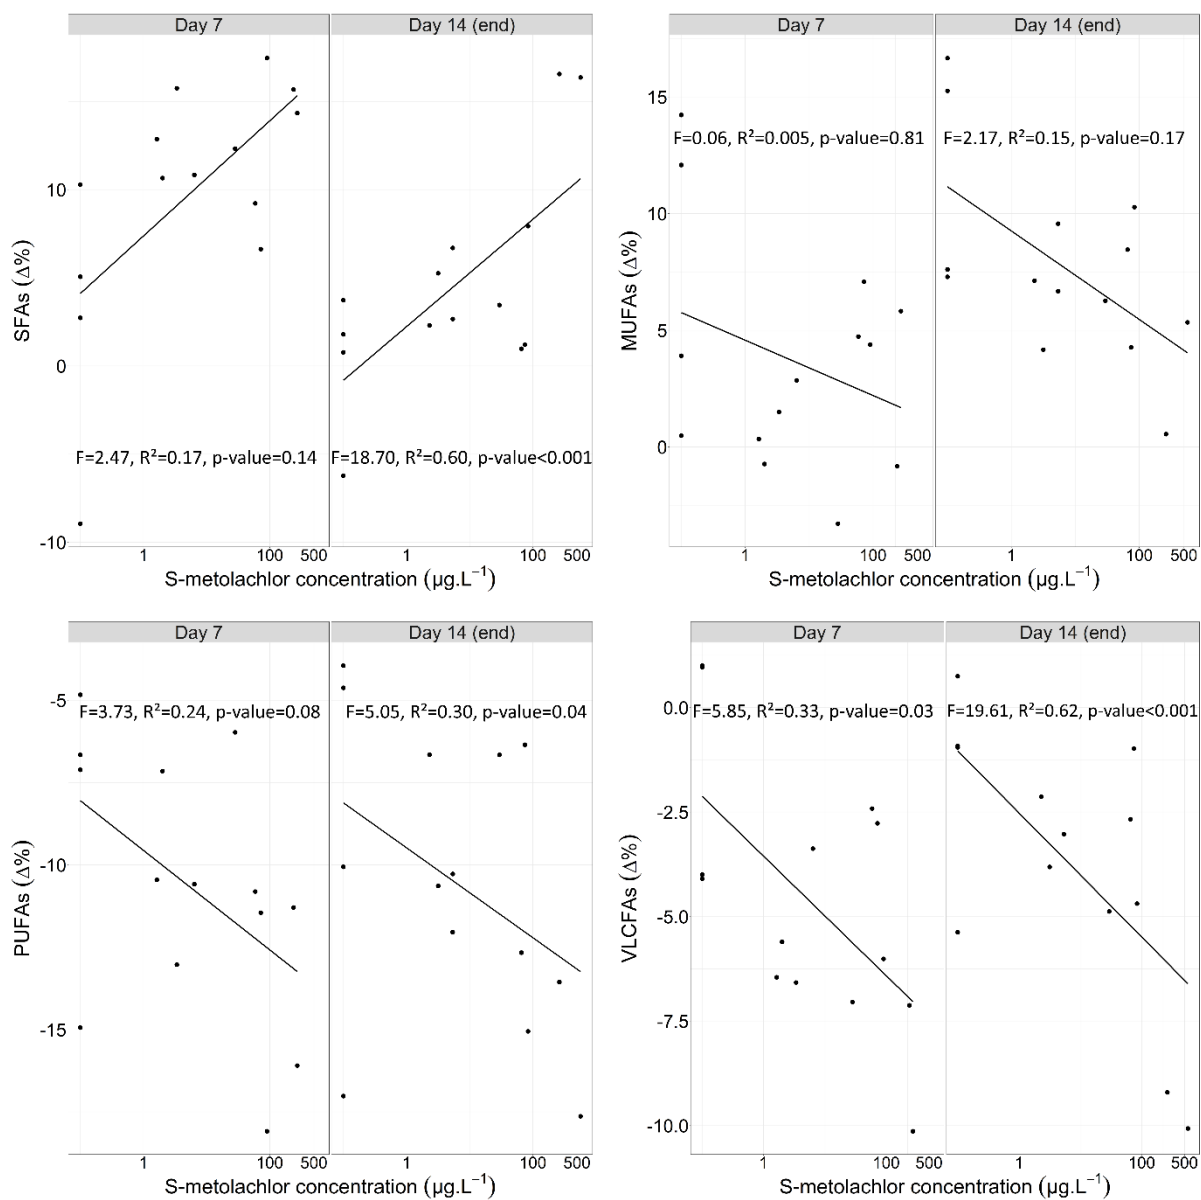 Day 7
Day 14 (end)
SFAs (Δ%)
10
0
-10
F=2.47, R²=0.17, p-value=0.14
F=18.70, R²=0.60, p-value<0.001
1
100
500
1
100
500
S-metolachlor concentration (µg.L⁻¹)
Day 7
Day 14 (end)
MUFAs (Δ%)
15
10
5
0
F=0.06, R²=0.005, p-value=0.81
F=2.17, R²=0.15, p-value=0.17
1
100
500
1
100
500
S-metolachlor concentration (µg.L⁻¹)
Day 7
Day 14 (end)
PUFAs (Δ%)
-5
-10
-15
F=3.73, R²=0.24, p-value=0.08
F=5.05, R²=0.30, p-value=0.04
1
100
500
1
100
500
S-metolachlor concentration (µg.L⁻¹)
Day 7
Day 14 (end)
VLCFAs (Δ%)
0.0
-2.5
-5.0
-7.5
-10.0
F=5.85, R²=0.33, p-value=0.03
F=19.61, R²=0.62, p-value<0.001
1
100
500
1
100
500
S-metolachlor concentration (µg.L⁻¹)